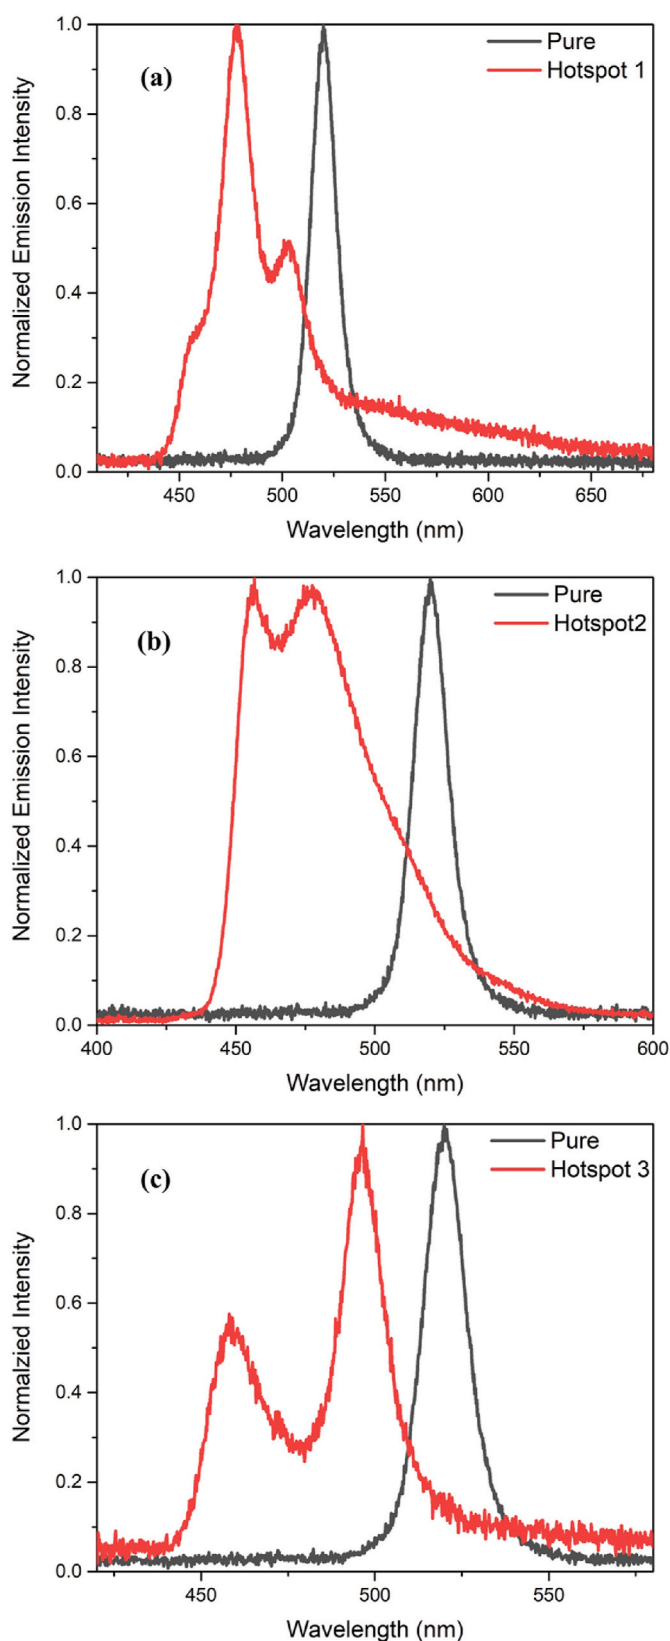 1.0
Pure
Hotspot 1
(a)
0.8
0.6
0.4
0.2
0.0
Normalized Emission Intensity
450 500 550 600 650
Wavelength (nm)
1.0
Pure
Hotspot2
(b)
0.8
0.6
0.4
0.2
0.0
Normalized Emission Intensity
400 450 500 550 600
Wavelength (nm)
1.0
Pure
Hotspot 3
(c)
0.8
0.6
0.4
0.2
0.0
Normalzied Intensity
450 500 550
Wavelength (nm)